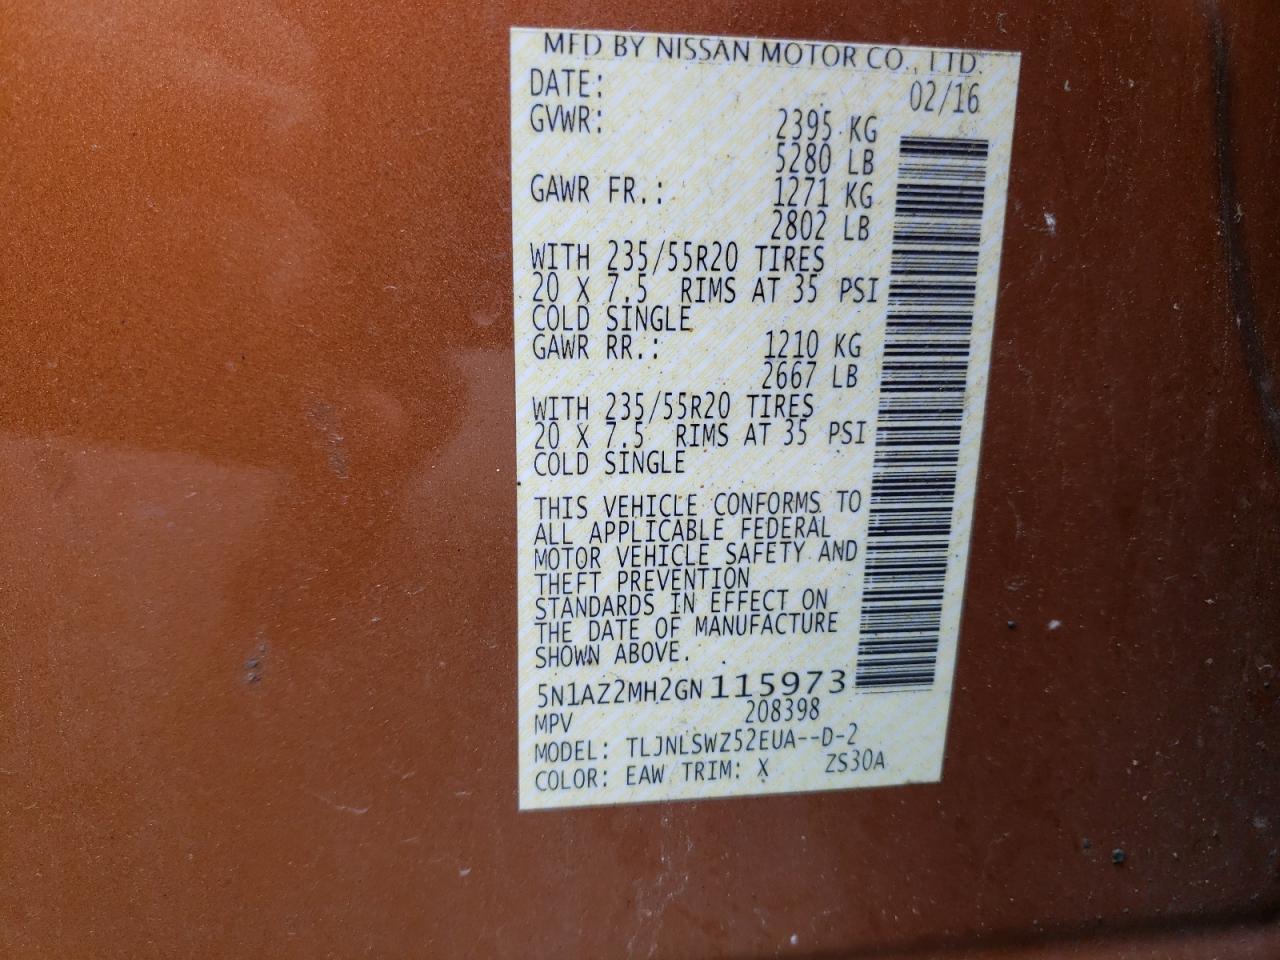 MFD BY NISSAN MOTOR CO., LTD.
DATE: 02/16
GVWR: 2395 KG
5280 LB
GAWR FR.: 1271 KG
2802 LB
WITH 235/55R20 TIRES
20 X 7.5 RIMS AT 35 PSI
COLD SINGLE
GAWR RR.: 1210 KG
2667 LB
WITH 235/55R20 TIRES
20 X 7.5 RIMS AT 35 PSI
COLD SINGLE
THIS VEHICLE CONFORMS TO
ALL APPLICABLE FEDERAL
MOTOR VEHICLE SAFETY AND
THEFT PREVENTION
STANDARDS IN EFFECT ON
THE DATE OF MANUFACTURE
SHOWN ABOVE.
5N1AZ2MH2GN115973
MPV 208398
MODEL: TLJNLSWZ52EUA--D-2
COLOR: EAW TRIM: X ZS30A